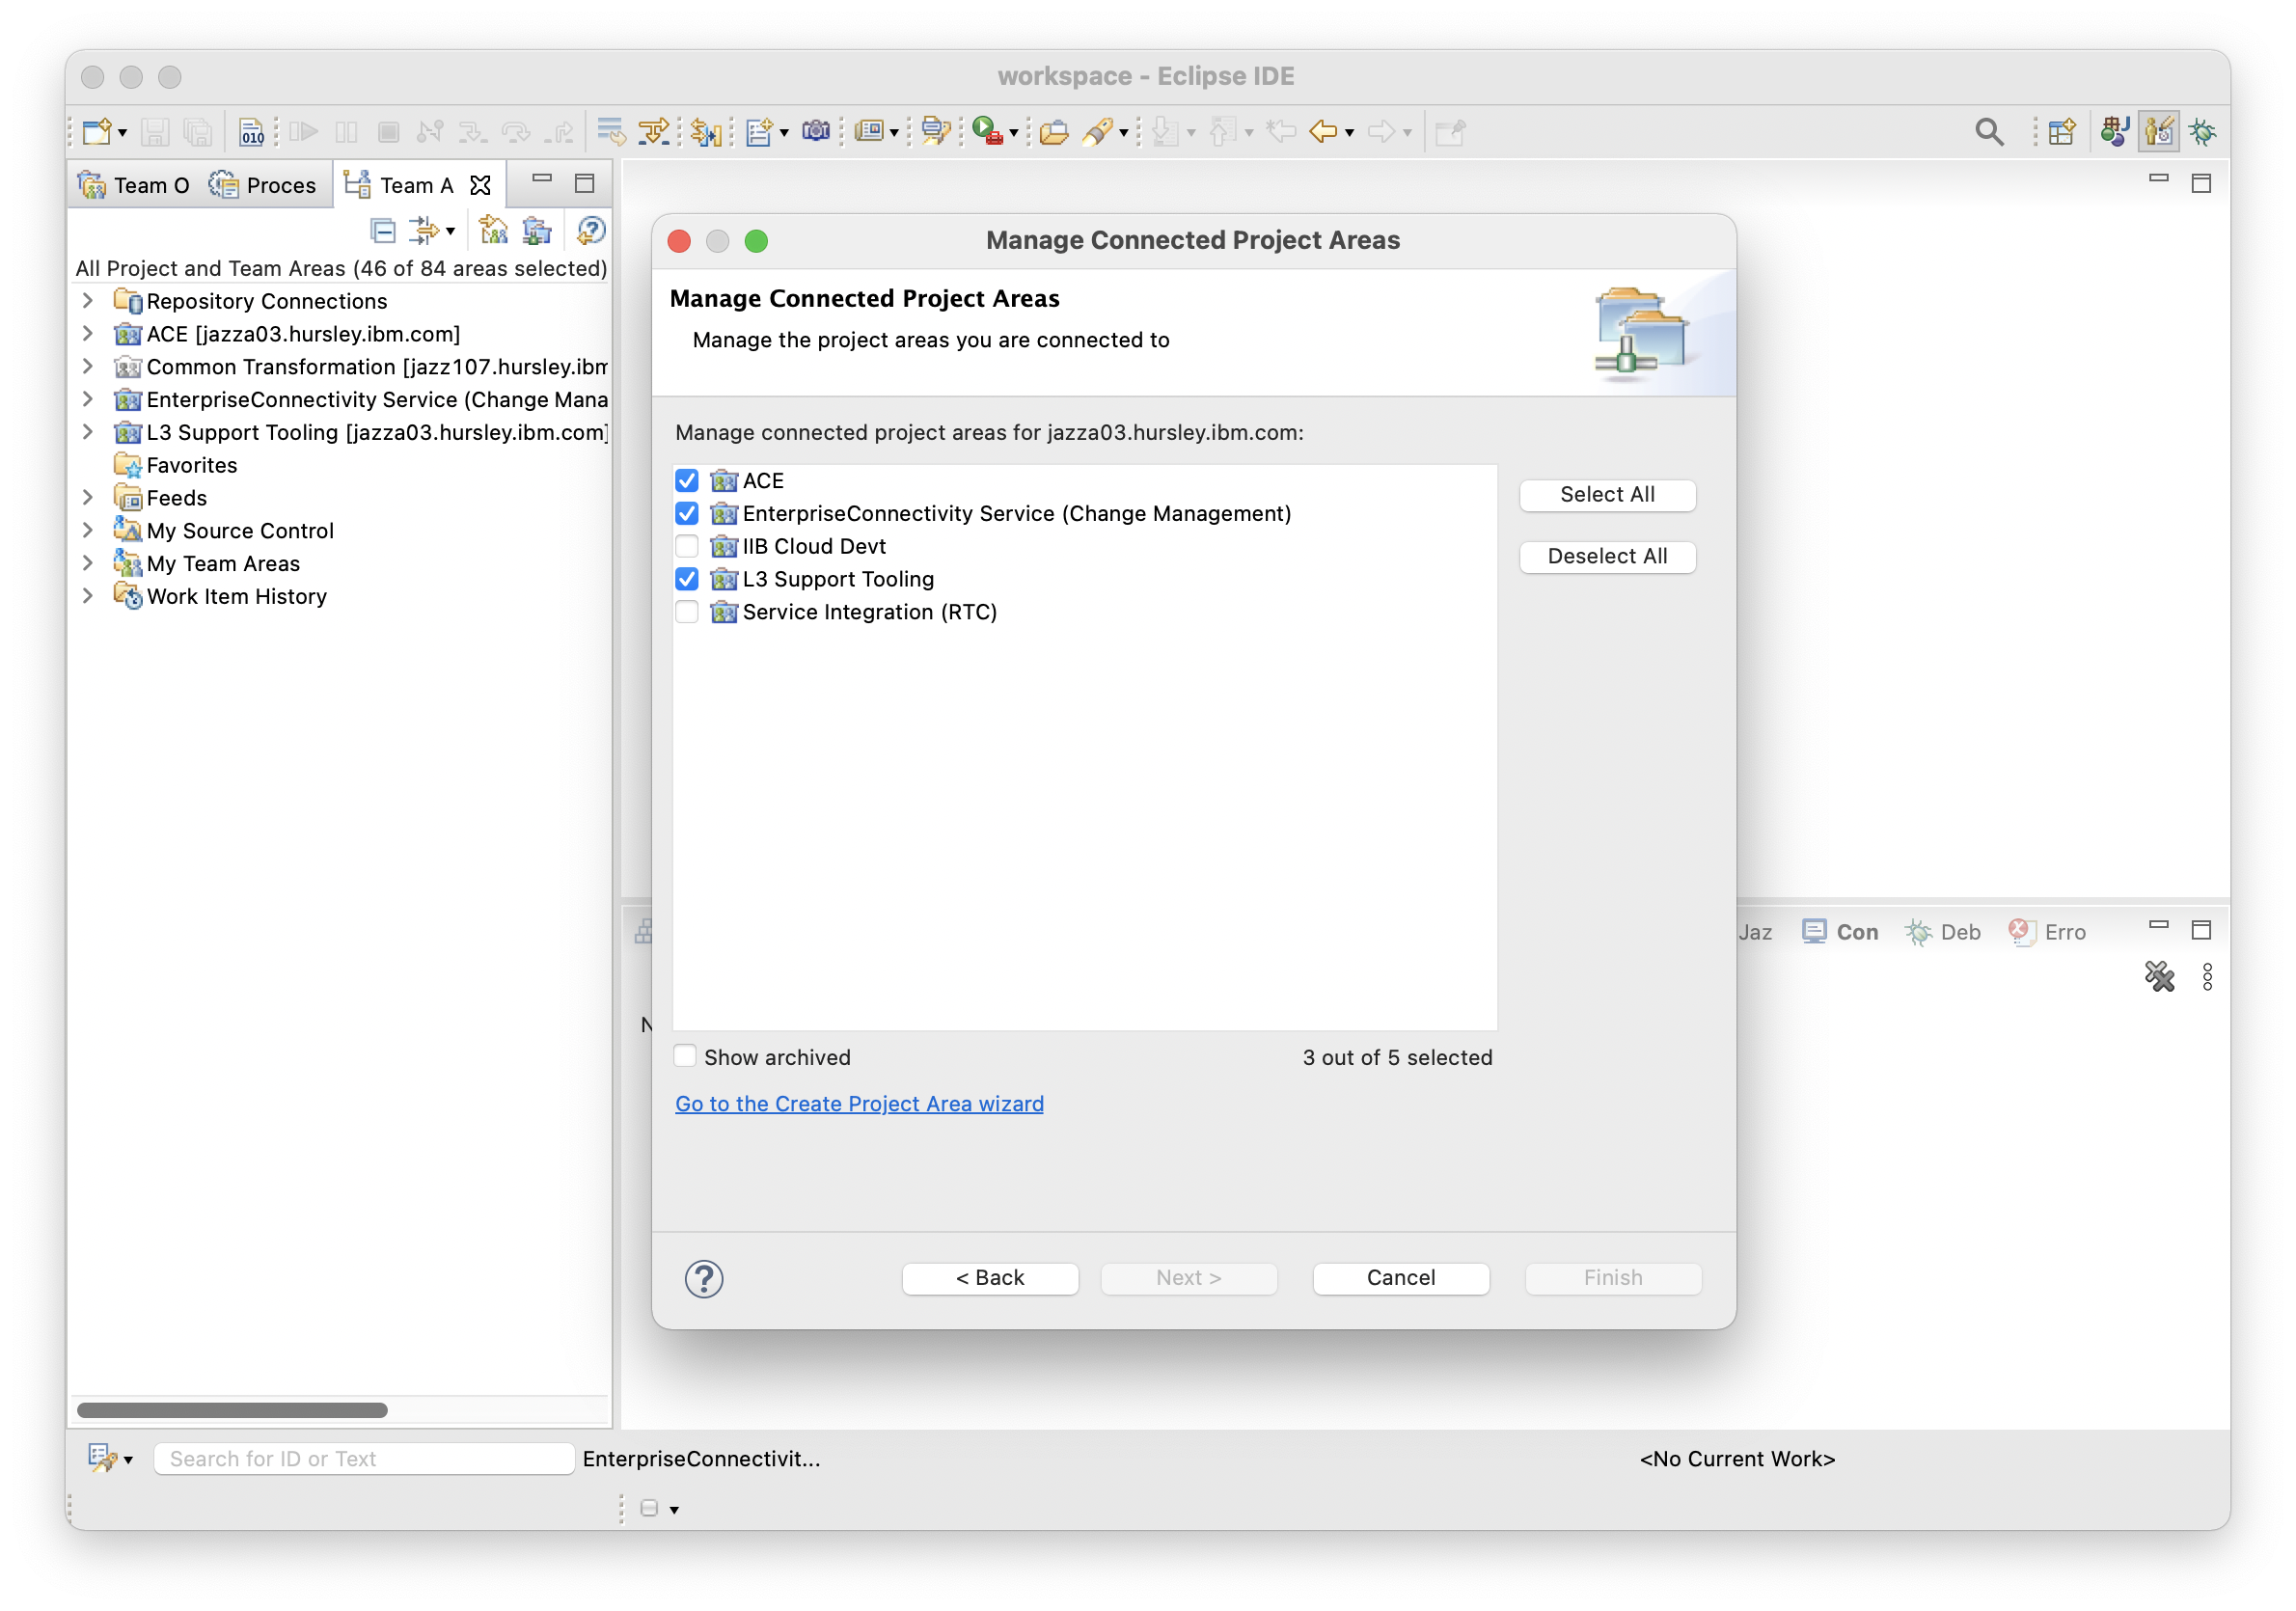 workspace - Eclipse IDE
010
Team O
Proces
Team A
All Project and Team Areas (46 of 84 areas selected)
Repository Connections
ACE [jazza03.hursley.ibm.com]
Common Transformation [jazz107.hursley.ibm
EnterpriseConnectivity Service (Change Mana
L3 Support Tooling [jazza03.hursley.ibm.com]
Favorites
Feeds
My Source Control
My Team Areas
Work Item History
Manage Connected Project Areas
Manage Connected Project Areas
Manage the project areas you are connected to
Manage connected project areas for jazza03.hursley.ibm.com:
ACE
EnterpriseConnectivity Service (Change Management)
IIB Cloud Devt
L3 Support Tooling
Service Integration (RTC)
Select All
Deselect All
Show archived
3 out of 5 selected
Go to the Create Project Area wizard
< Back
Next >
Cancel
Finish
Jaz
Con
Deb
Erro
N
Search for ID or Text
EnterpriseConnectivit...
<No Current Work>